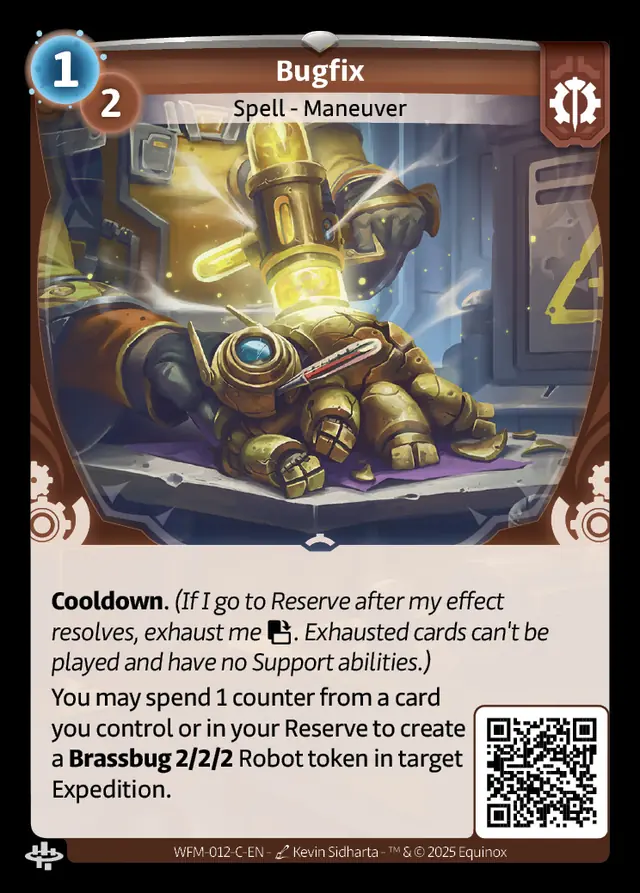 1
Bugfix
2
Spell - Maneuver
Cooldown. (If I go to Reserve after my effect
resolves, exhaust me. Exhausted cards can't be
played and have no Support abilities.)
You may spend 1 counter from a card
you control or in your Reserve to create
a Brassbug 2/2/2 Robot token in target
Expedition.
WFM-012-C-EN - Kevin Sidharta - ™ & © 2025 Equinox